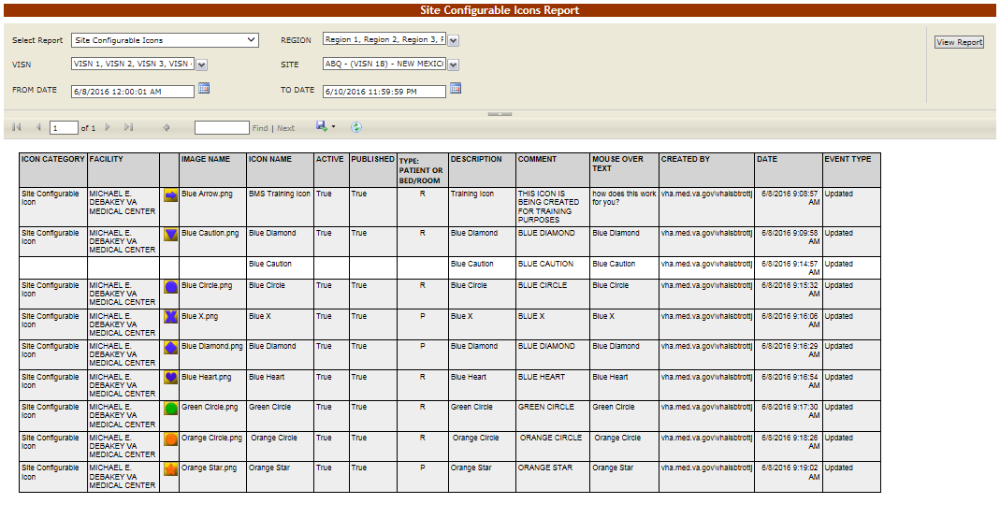 Site Configurable Icons Report
Select Report Site Configurable Icons REGION Region 1, Region 2, Region 3, F View Report
VISN VISN 1, VISN 2, VISN 3, VISN SITE ABQ - (VISN 18) - NEW MEXIC
FROM DATE 6/8/2016 12:00:01 AM TO DATE 6/10/2016 11:59:59 PM
1 of 1 Find | Next
ICON CATEGORY FACILITY IMAGE NAME ICON NAME ACTIVE PUBLISHED TYPE: DESCRIPTION COMMENT MOUSE OVER CREATED BY DATE EVENT TYPE
PATIENT OR TEXT
BED/ROOM
Site Configurable MICHAEL E. Blue Arrow.png BMS Training Icon True True R Training Icon THIS ICON IS how does this work vha.med.va.gov\vhaisbtrottj 6/8/2016 9:08:57 Updated
Icon DEBAKEY VA BEING CREATED for you? AM
MEDICAL CENTER FOR TRAINING
PURPOSES
Site Configurable MICHAEL E. Blue Caution.png Blue Diamond True True R Blue Diamond BLUE DIAMOND Blue Diamond vha.med.va.gov\vhaisbtrottj 6/8/2016 9:09:58 Updated
Icon DEBAKEY VA AM
MEDICAL CENTER
Blue Caution Blue Caution BLUE CAUTION Blue Caution vha.med.va.gov\vhaisbtrottj 6/8/2016 9:14:57 Updated
AM
Site Configurable MICHAEL E. Blue Circle.png Blue Circle True True R Blue Circle BLUE CIRCLE Blue Circle vha.med.va.gov\vhaisbtrottj 6/8/2016 9:15:32 Updated
Icon DEBAKEY VA AM
MEDICAL CENTER
Site Configurable MICHAEL E. Blue X.png Blue X True True P Blue X BLUE X Blue X vha.med.va.gov\vhaisbtrottj 6/8/2016 9:16:06 Updated
Icon DEBAKEY VA AM
MEDICAL CENTER
Site Configurable MICHAEL E. Blue Diamond.png Blue Diamond True True P Blue Diamond BLUE DIAMOND Blue Diamond vha.med.va.gov\vhaisbtrottj 6/8/2016 9:16:29 Updated
Icon DEBAKEY VA AM
MEDICAL CENTER
Site Configurable MICHAEL E. Blue Heart.png Blue Heart True True R Blue Heart BLUE HEART Blue Heart vha.med.va.gov\vhaisbtrottj 6/8/2016 9:16:54 Updated
Icon DEBAKEY VA AM
MEDICAL CENTER
Site Configurable MICHAEL E. Green Circle.png Green Circle True True R Green Circle GREEN CIRCLE Green Circle vha.med.va.gov\vhaisbtrottj 6/8/2016 9:17:30 Updated
Icon DEBAKEY VA AM
MEDICAL CENTER
Site Configurable MICHAEL E. Orange Circle.png Orange Circle True True R Orange Circle ORANGE CIRCLE Orange Circle vha.med.va.gov\vhaisbtrottj 6/8/2016 9:18:26 Updated
Icon DEBAKEY VA AM
MEDICAL CENTER
Site Configurable MICHAEL E. Orange Star.png Orange Star True True P Orange Star ORANGE STAR Orange Star vha.med.va.gov\vhaisbtrottj 6/8/2016 9:19:02 Updated
Icon DEBAKEY VA AM
MEDICAL CENTER